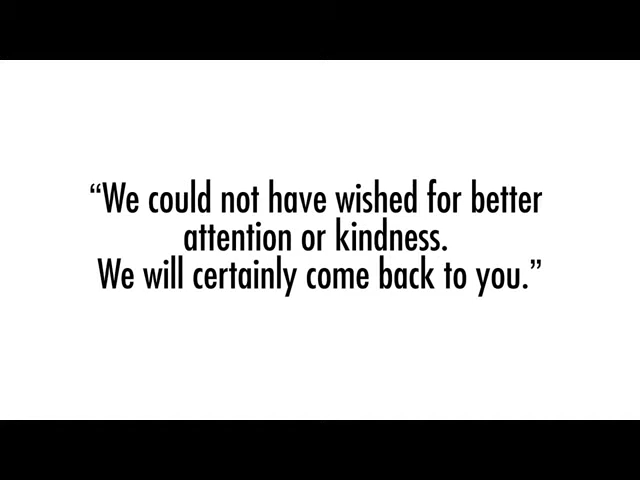 “We could not have wished for better
attention or kindness.
We will certainly come back to you.”